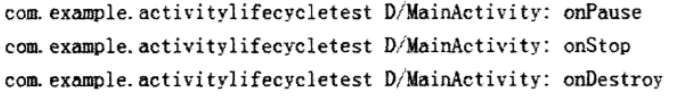 com.example.activitylifecycletest D/MainActivity: onPause
com.example.activitylifecycletest D/MainActivity: onStop
com.example.activitylifecycletest D/MainActivity: onDestroy